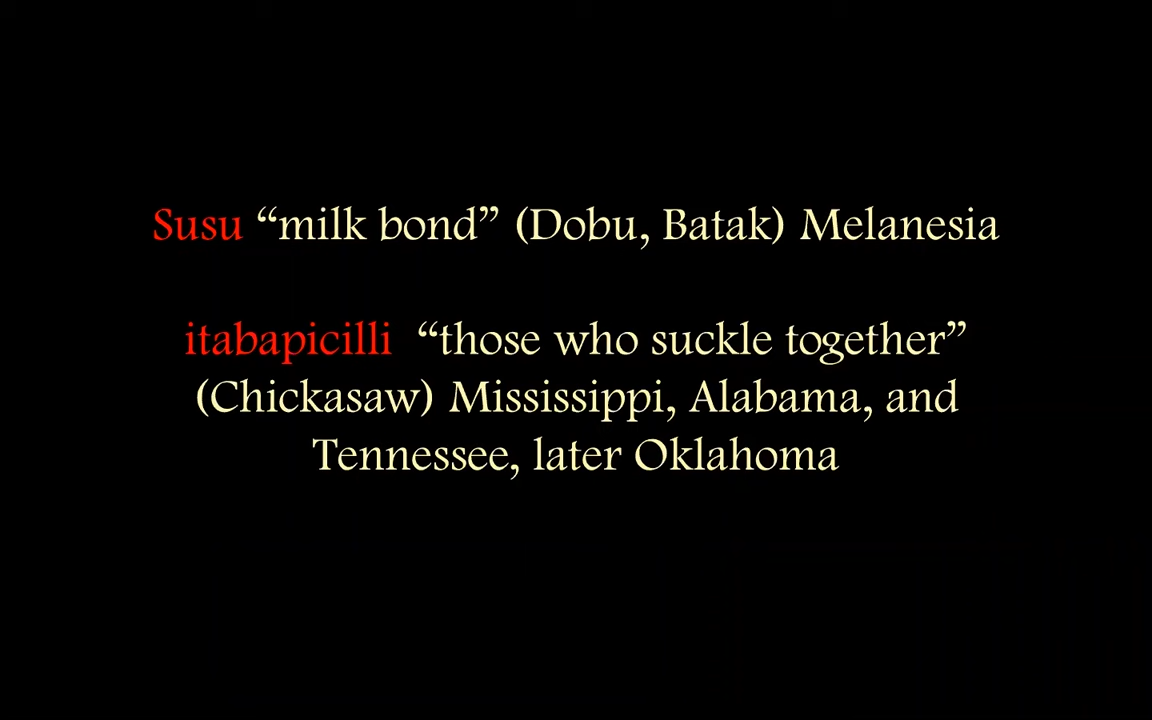 Susu “milk bond” (Dobu, Batak) Melanesia
itabapicilli “those who suckle together”
(Chickasaw) Mississippi, Alabama, and
Tennessee, later Oklahoma